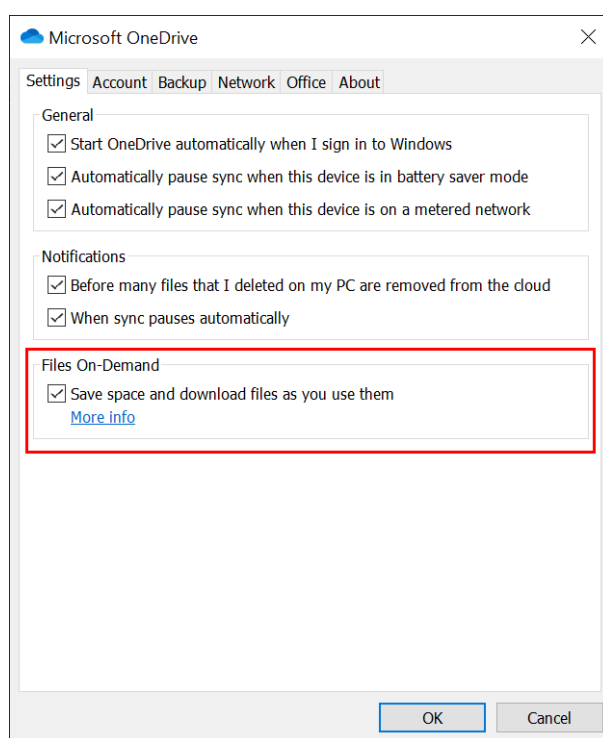 Microsoft OneDrive
Settings Account Backup Network Office About
General
Start OneDrive automatically when I sign in to Windows
Automatically pause sync when this device is in battery saver mode
Automatically pause sync when this device is on a metered network
Notifications
Before many files that I deleted on my PC are removed from the cloud
When sync pauses automatically
Files On-Demand
Save space and download files as you use them
More info
OK Cancel